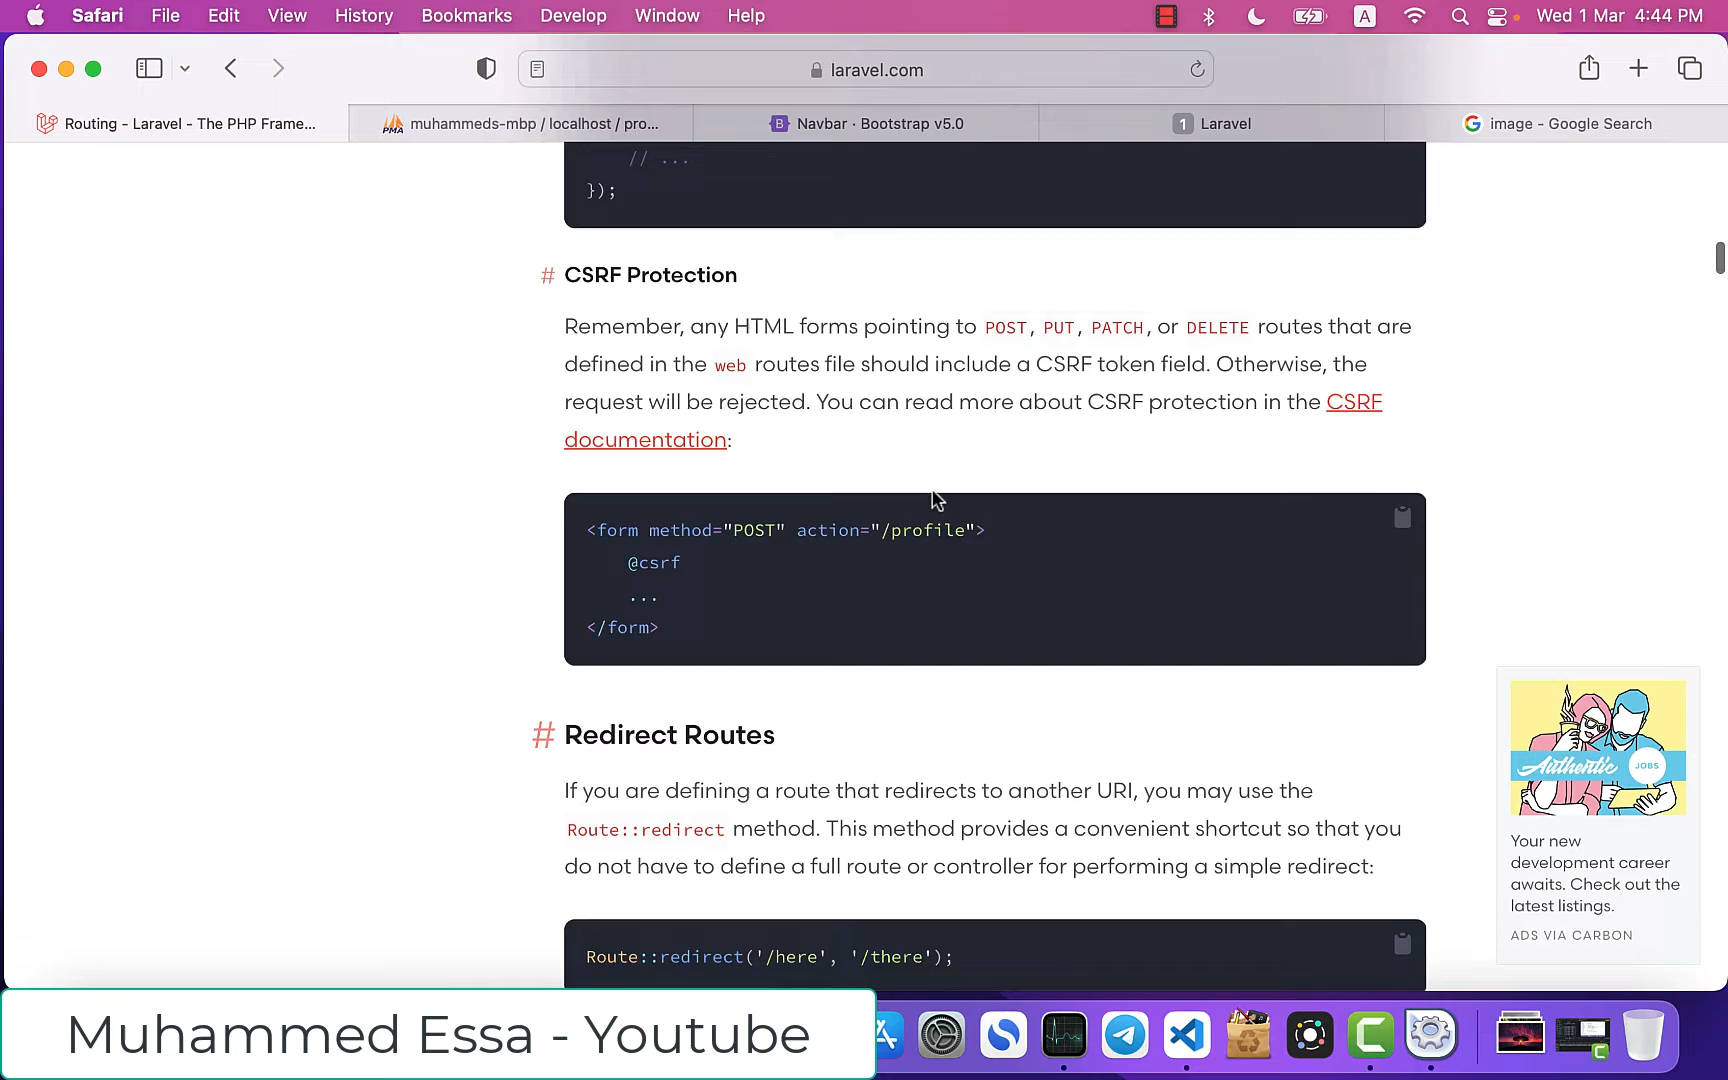 Safari File Edit View History Bookmarks Develop Window Help A Wed 1 Mar 4:44 PM
laravel.com
Routing - Laravel - The PHP Frame... PMA muhammeds-mbp / localhost / pro... B Navbar · Bootstrap v5.0 1 Laravel G image - Google Search
// ...
});
# CSRF Protection
Remember, any HTML forms pointing to POST, PUT, PATCH, or DELETE routes that are
defined in the web routes file should include a CSRF token field. Otherwise, the
request will be rejected. You can read more about CSRF protection in the CSRF
documentation:
<form method="POST" action="/profile">
@csrf
...
</form>
# Redirect Routes
If you are defining a route that redirects to another URI, you may use the
Route::redirect method. This method provides a convenient shortcut so that you
do not have to define a full route or controller for performing a simple redirect:
Route::redirect('/here', '/there');
Authentic JOBS
Your new
development career
awaits. Check out the
latest listings.
ADS VIA CARBON
Muhammed Essa - Youtube